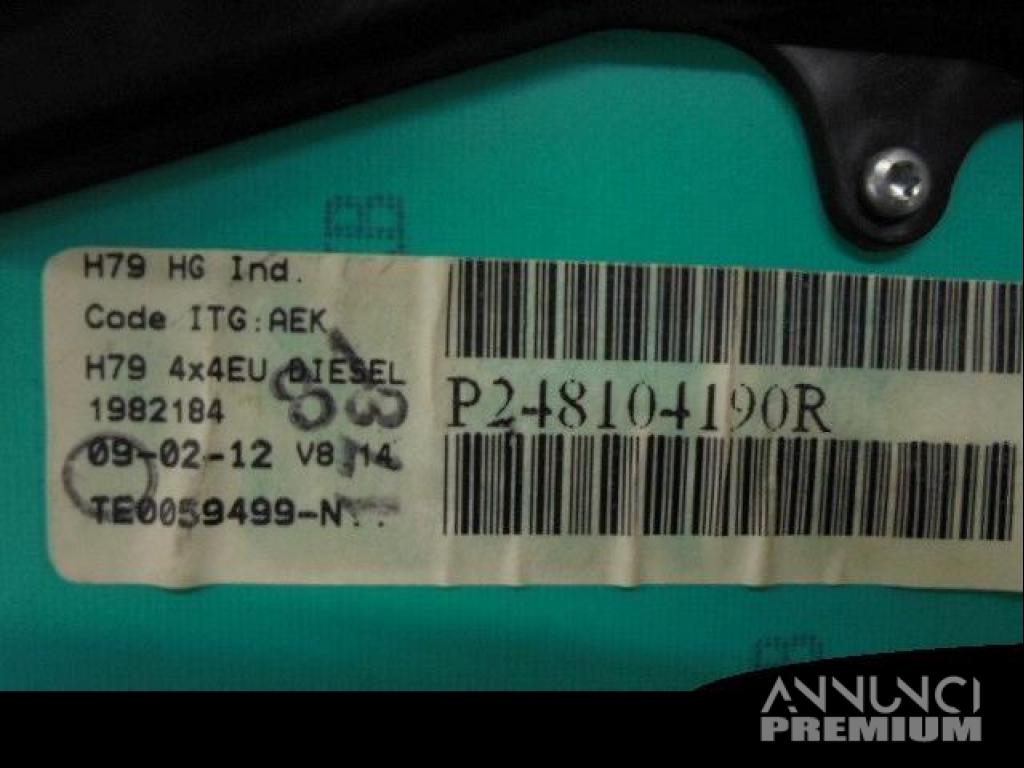 H79 HG Ind.
Code ITG:AEK
H79 4x4EU DIESEL
1982184
09-02-12 V8 14
TE0059499-N..
P248104190R
ANNUNCI
PREMIUM